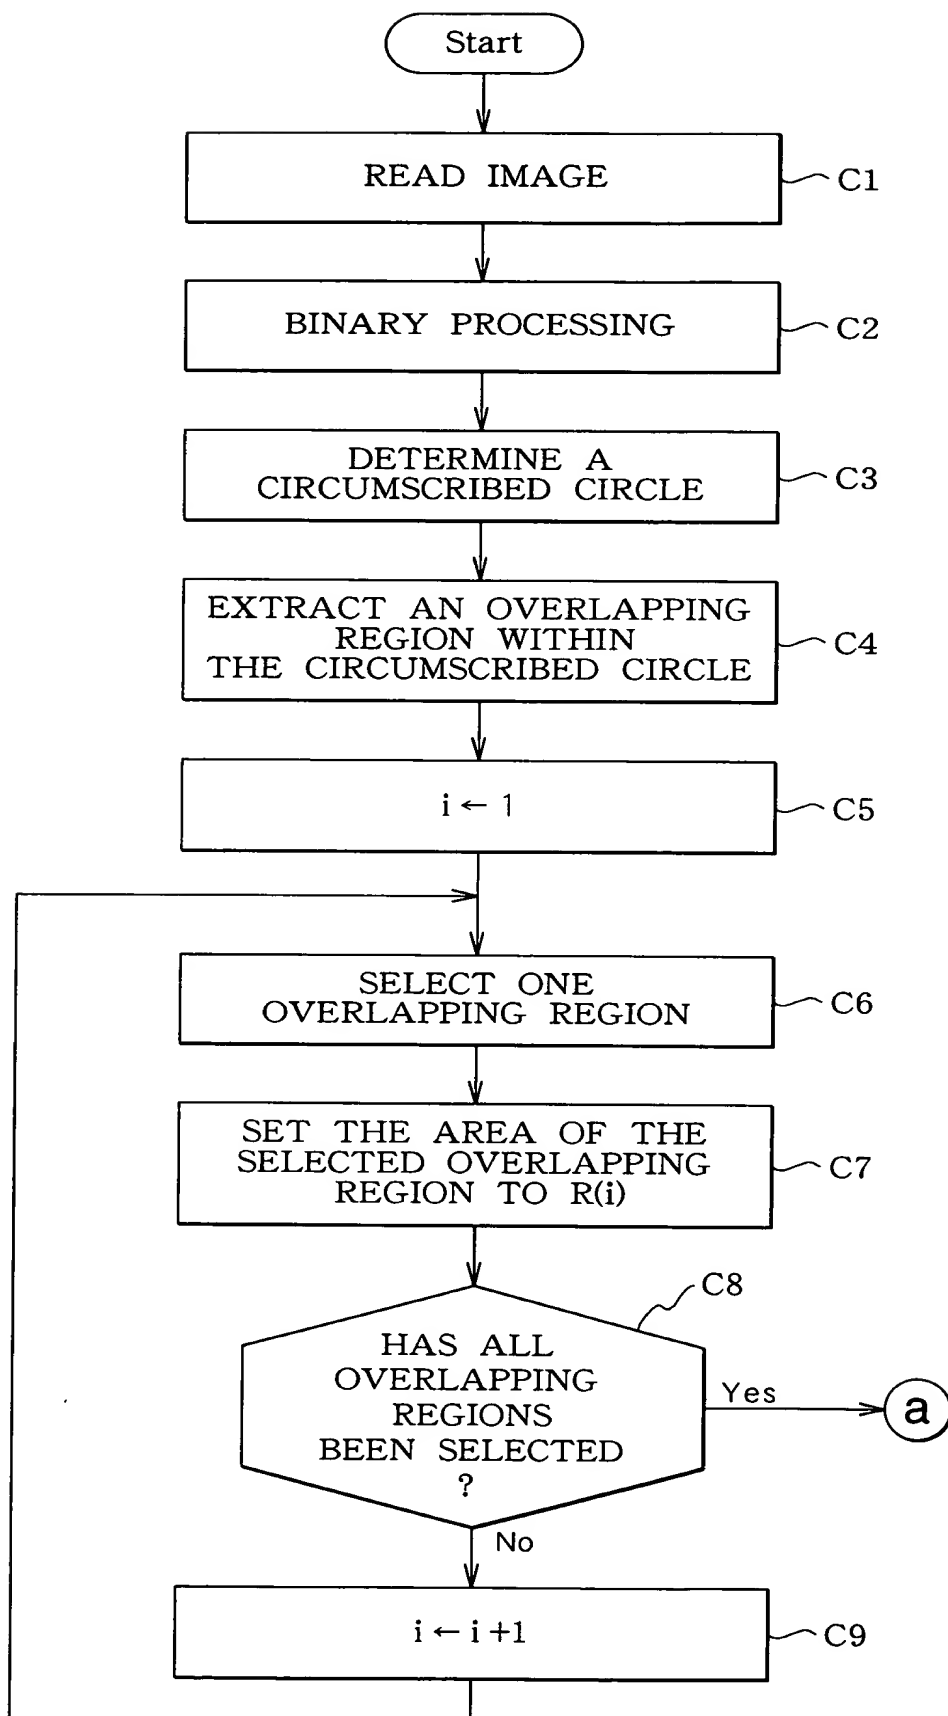 Start
READ IMAGE
C1
BINARY PROCESSING
C2
DETERMINE A
CIRCUMSCRIBED CIRCLE
C3
EXTRACT AN OVERLAPPING
REGION WITHIN
THE CIRCUMSCRIBED CIRCLE
C4
i ← 1
C5
SELECT ONE
OVERLAPPING REGION
C6
SET THE AREA OF THE
SELECTED OVERLAPPING
REGION TO R(i)
C7
C8
HAS ALL
OVERLAPPING
REGIONS
BEEN SELECTED
?
Yes
a
No
i ← i +1
C9